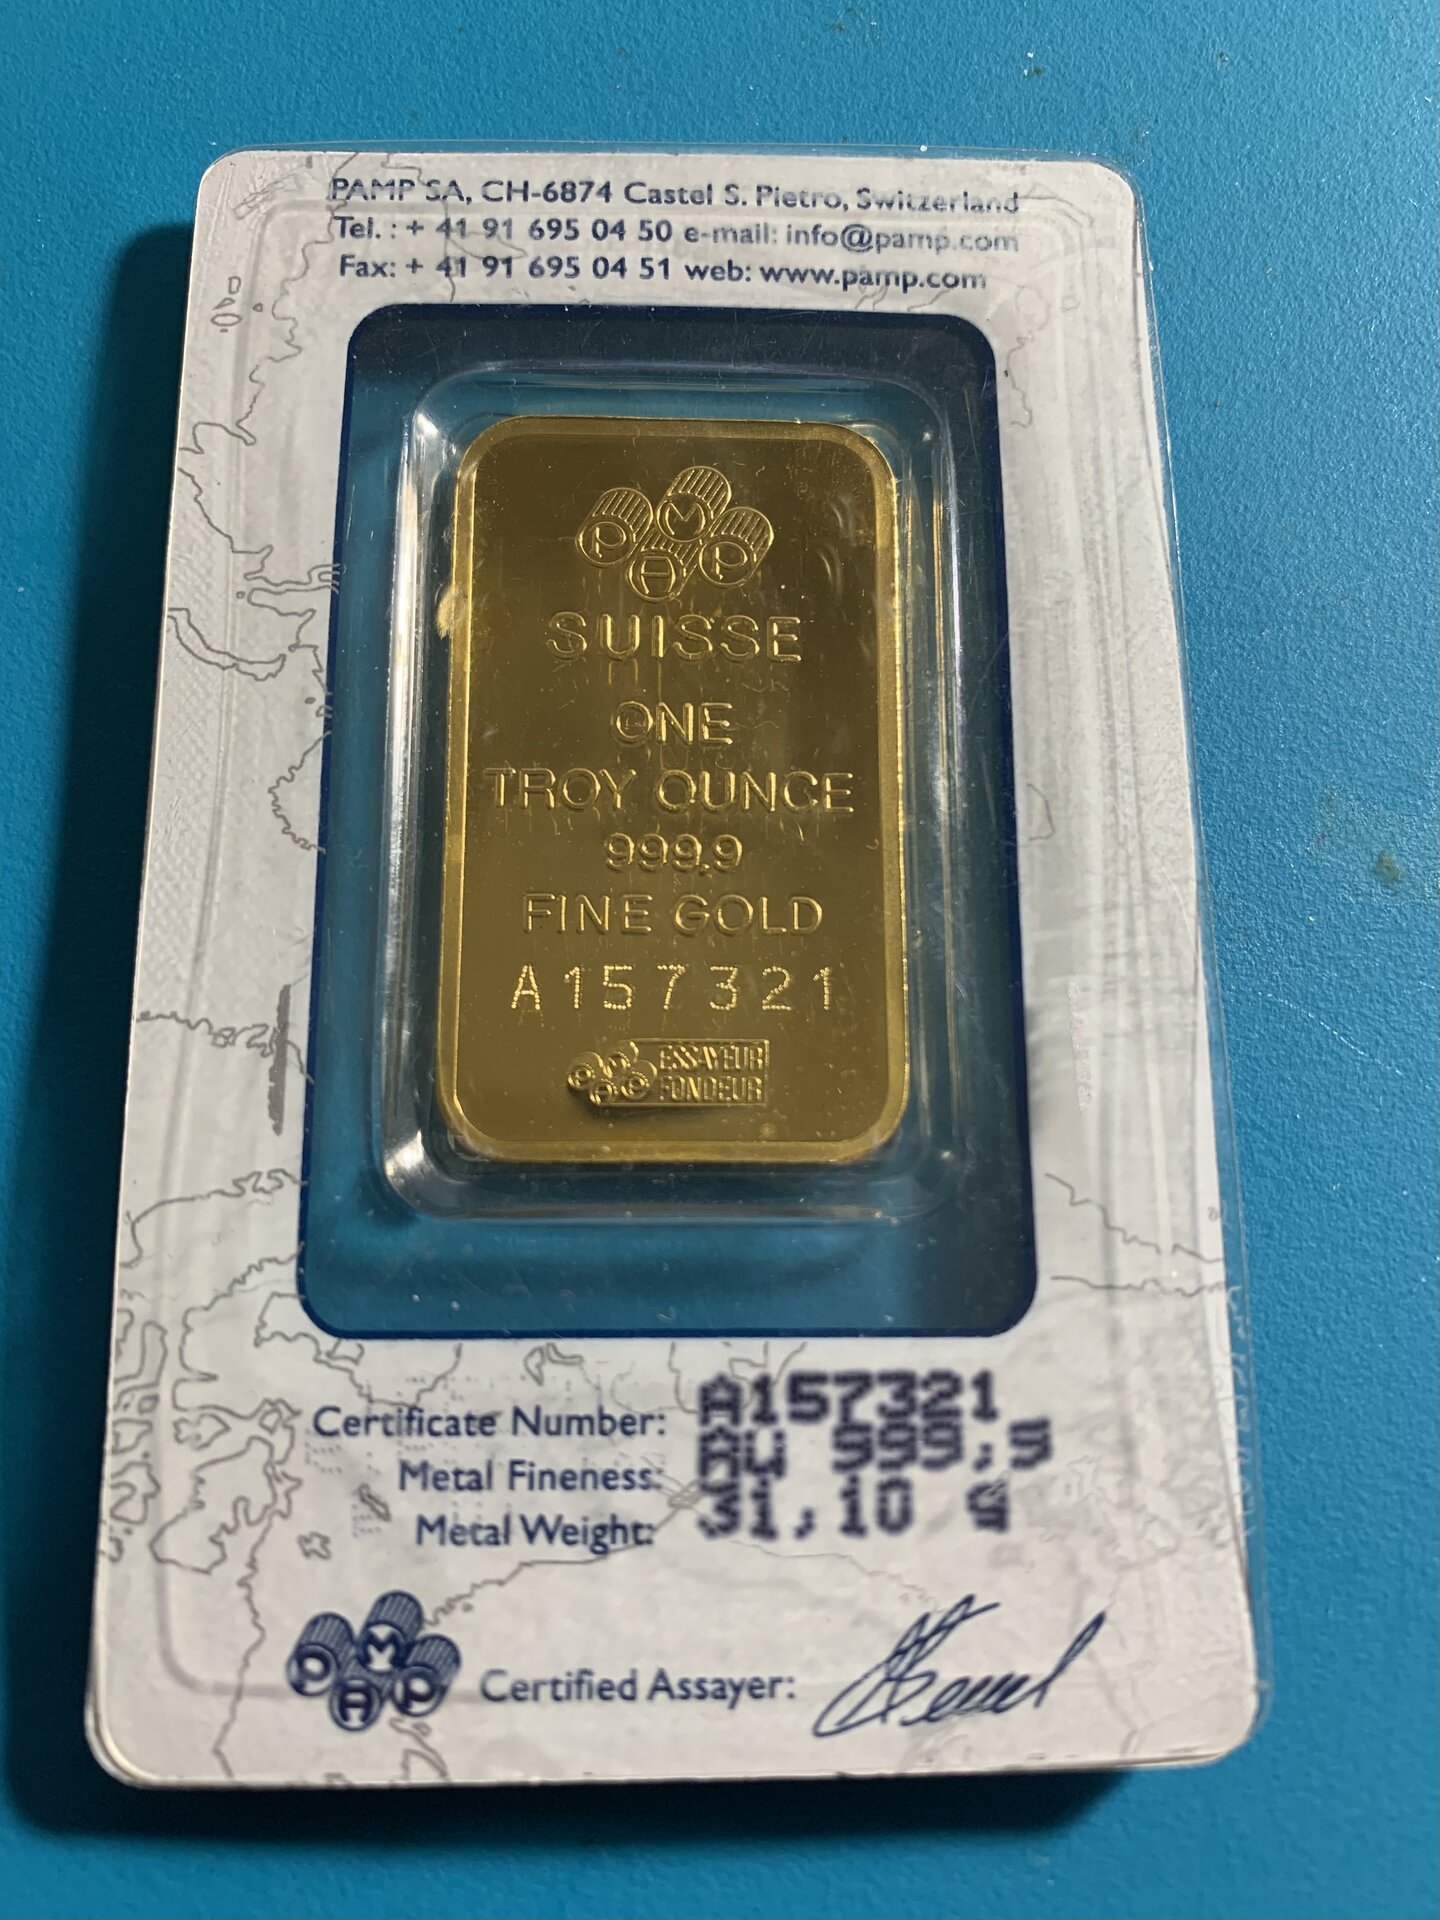 PAMP SA, CH-6874 Castel S. Pietro, Switzerland
Tel. : + 41 91 695 04 50 e-mail: info@pamp.com
Fax: + 41 91 695 04 51 web: www.pamp.com
P A M P
SUISSE
ONE
TROY OUNCE
999.9
FINE GOLD
A157321
PAMP ESSAYEUR
FONDEUR
Certificate Number: A157321
Metal Fineness: AU 999.9
Metal Weight: 31,10 g
PAMP Certified Assayer: